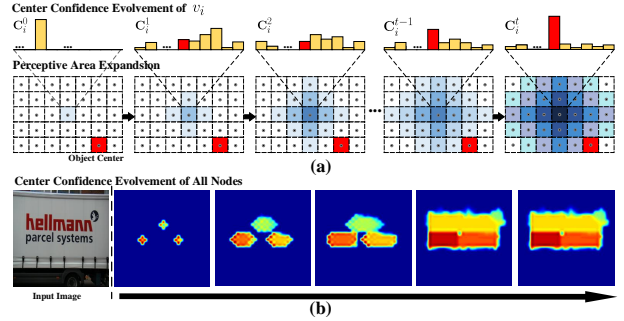 Center Confidence Evolvement of v_i
C_i^0 C_i^1 C_i^2 C_i^{t-1} C_i^t
... ... ... ... ... ... ... ... ...
Perceptive Area Expansion
...
Object Center
(a)
Center Confidence Evolvement of All Nodes
hellmann
parcel systems
Input Image
(b)